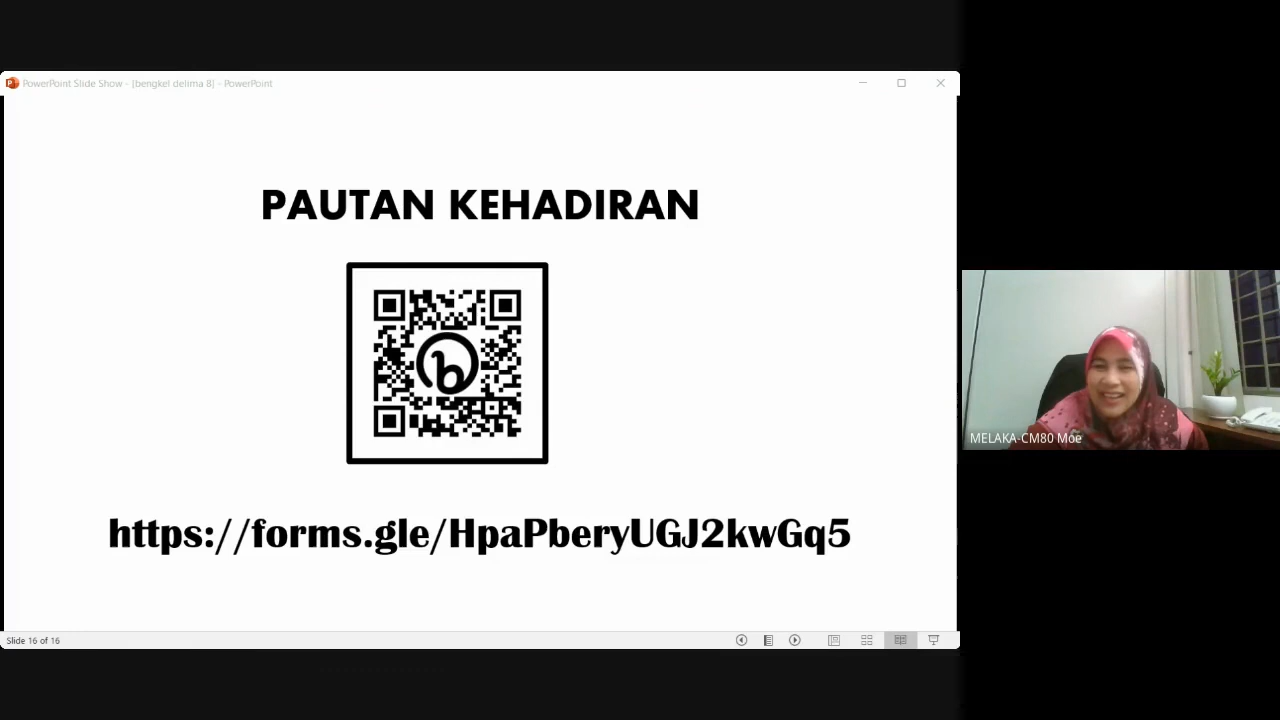 PowerPoint Slide Show - [bengkel delima 8] - PowerPoint
PAUTAN KEHADIRAN
b
https://forms.gle/HpaPberyUGJ2kwGq5
MELAKA-CM80 Moe
Slide 16 of 16